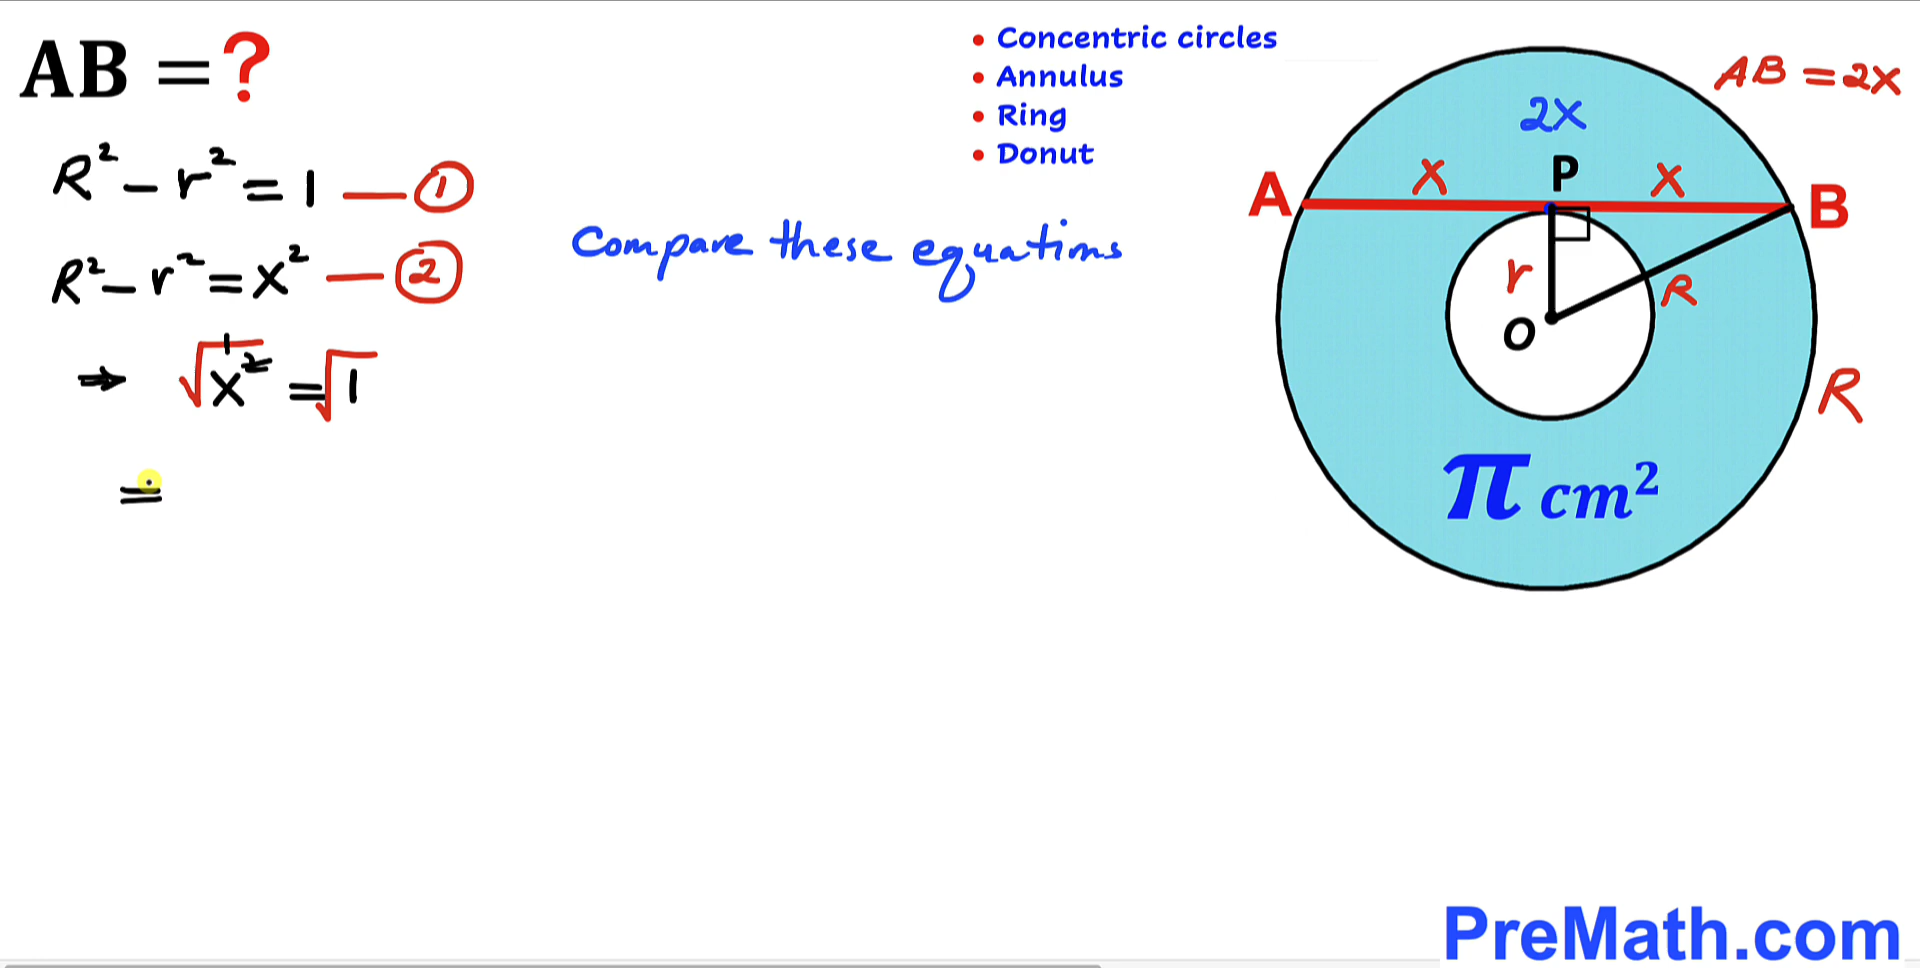 AB = ?
R² - r² = 1 — ①
R² - r² = x² — ②
⇒ √x² = √1
=
• Concentric circles
• Annulus
• Ring
• Donut
Compare these equations
AB = 2x
2x
x P x
A B
r R
O
R
π cm²
PreMath.com